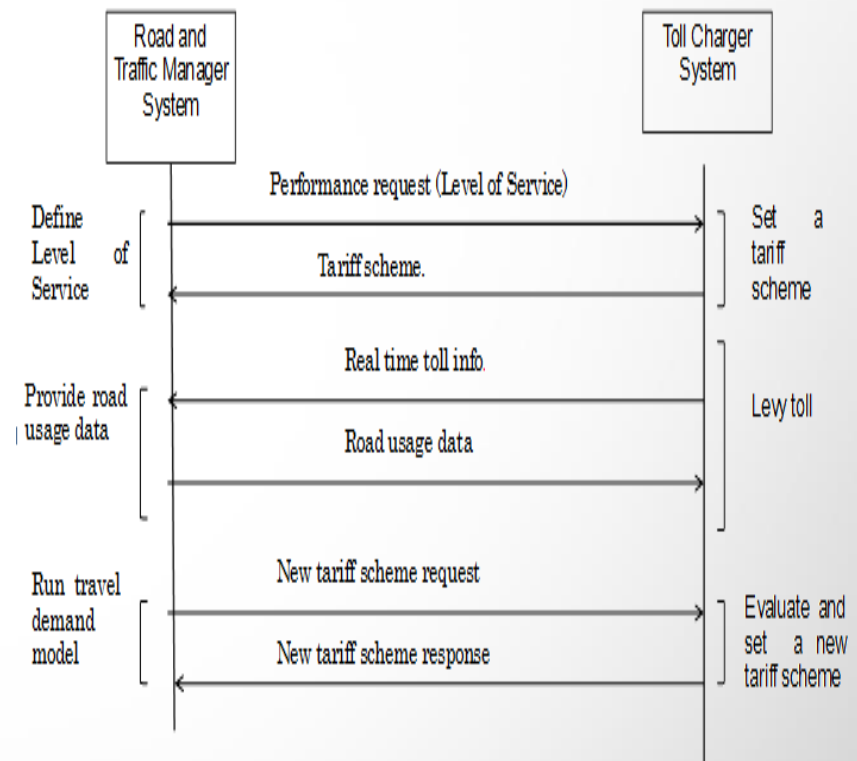 Road and
Traffic Manager
System
Toll Charger
System
Performance request (Level of Service)
Define
Level of
Service
Set a
tariff
scheme
Tariff scheme.
Real time toll info.
Provide road
usage data
Levy toll
Road usage data
New tariff scheme request
Run travel
demand
model
Evaluate and
set a new
tariff scheme
New tariff scheme response